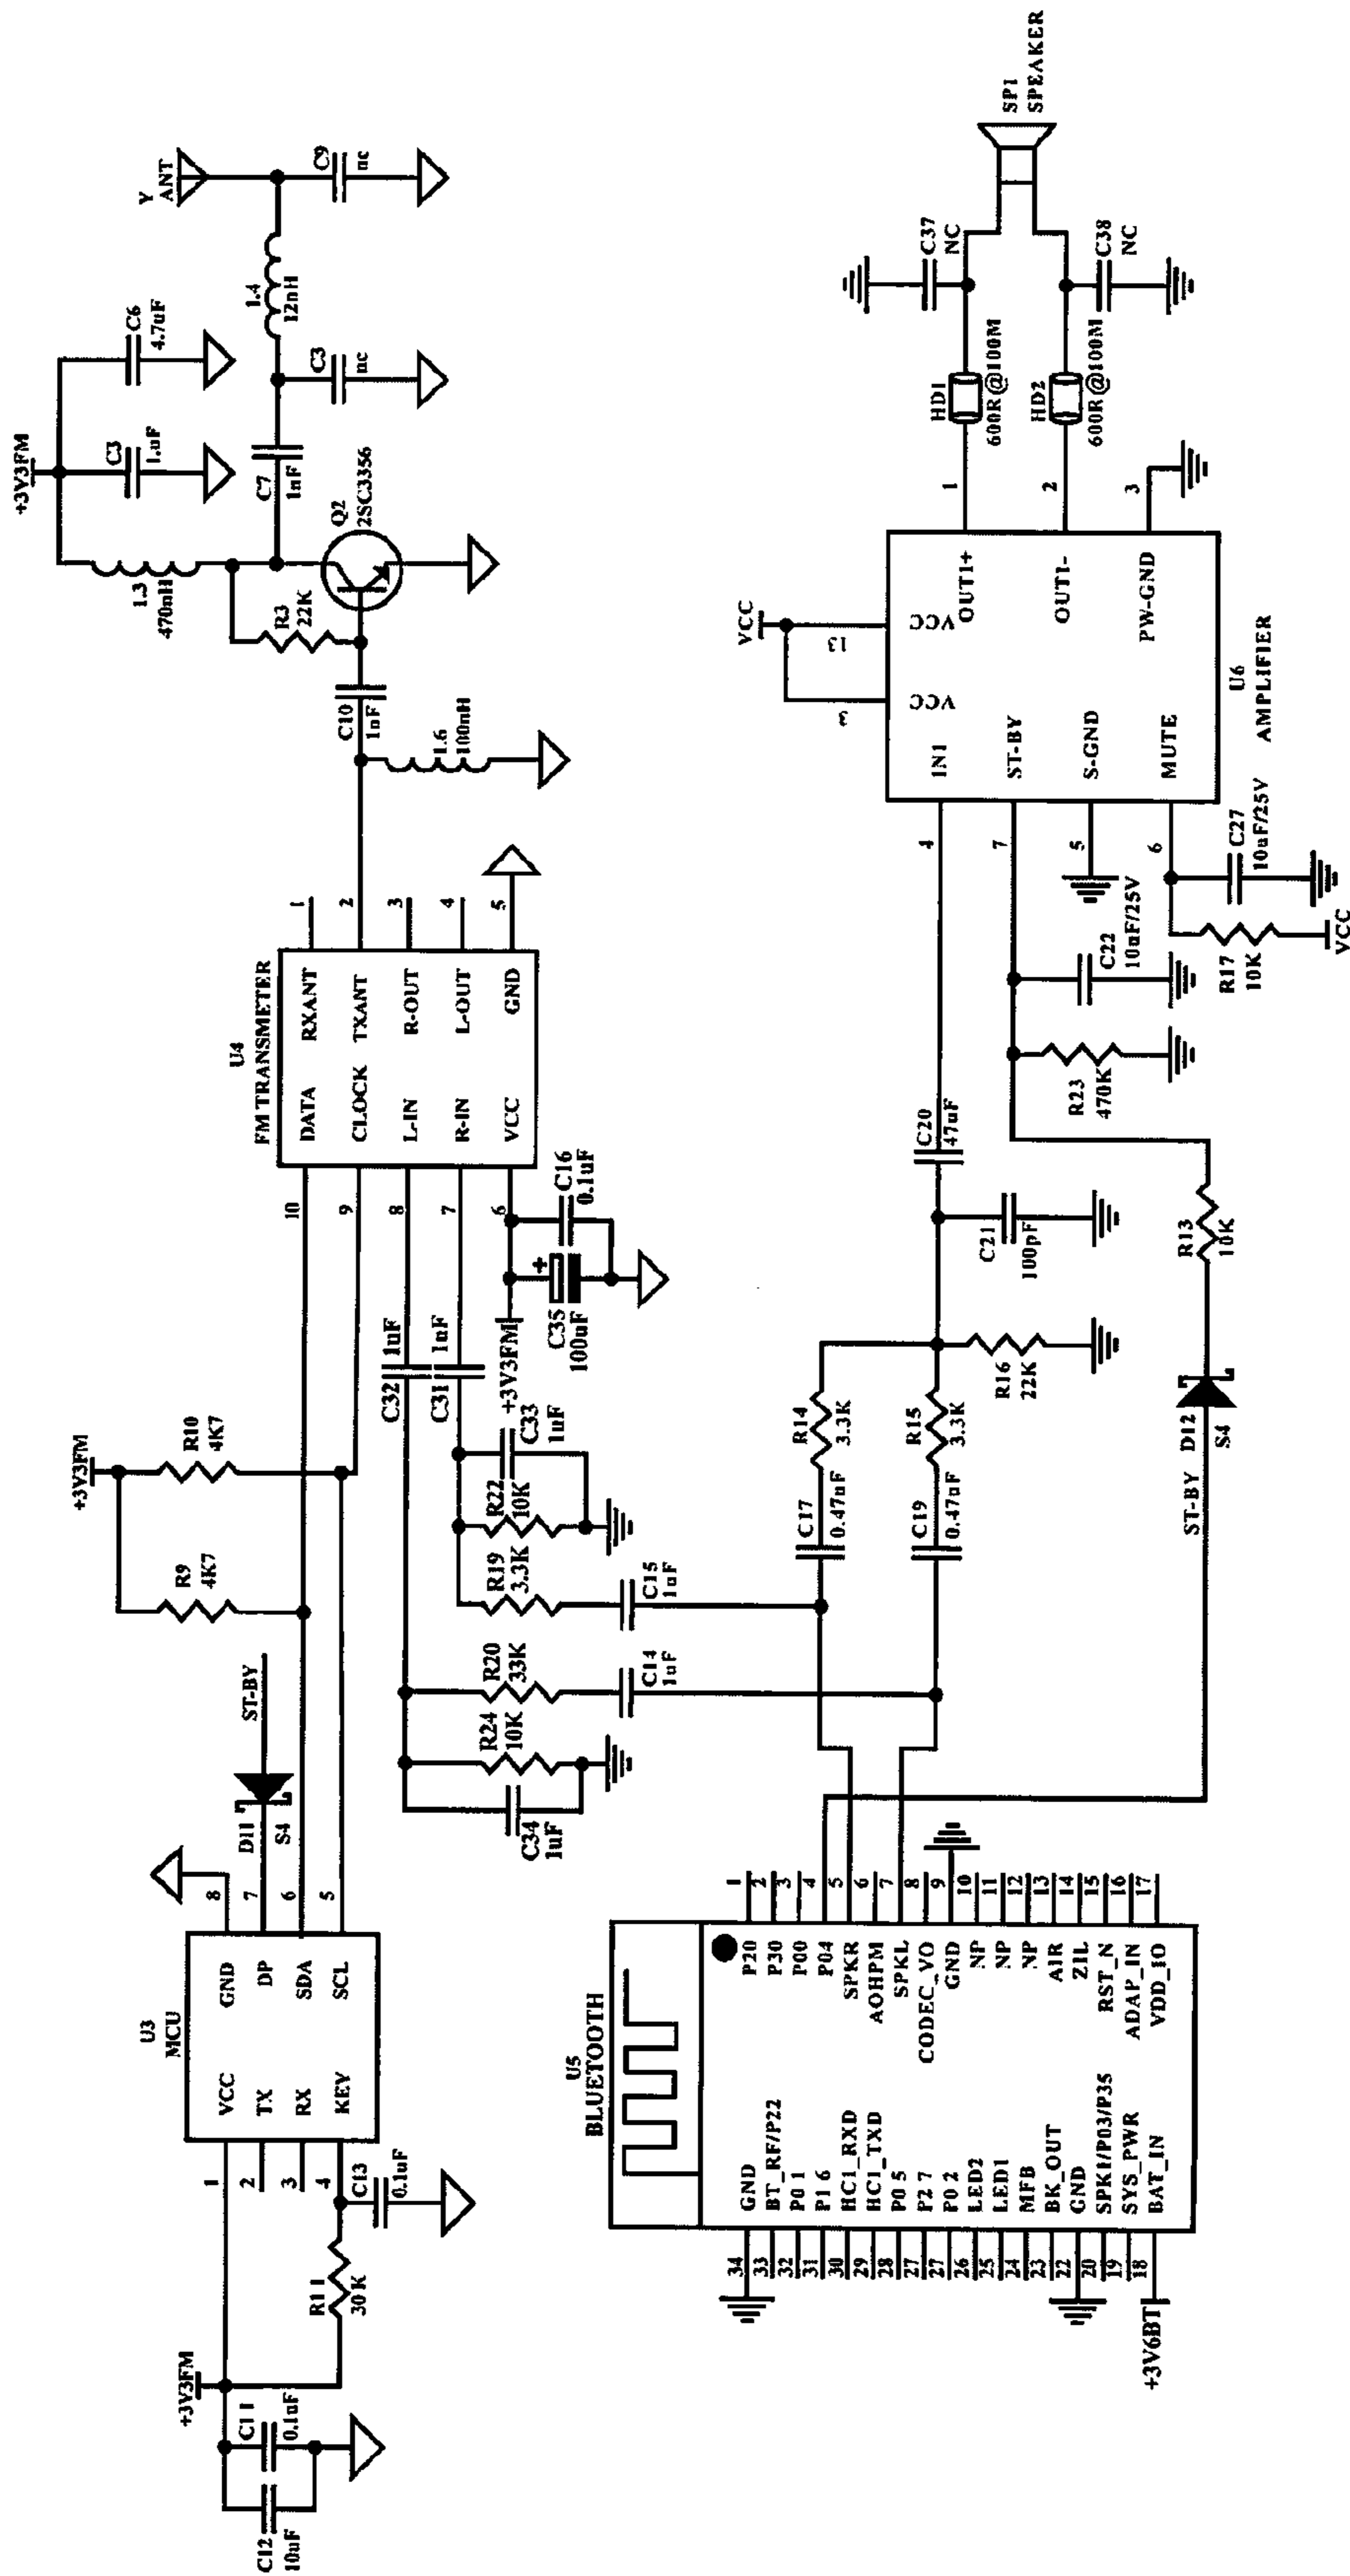 +3V3FM
C12
10uF
C11
0.1uF
R11
30K
C13
0.1uF
U3
MCU
VCC
TX
RX
KEY
GND
DP
SDA
SCL
1
2
3
4
8
7
6
5
D11
S4
ST-BY
+3V3FM
R9
4K7
R10
4K7
U4
FM TRANSMETER
DATA
CLOCK
L-IN
R-IN
VCC
RXANT
TXANT
R-OUT
L-OUT
GND
10
9
8
7
6
1
2
3
4
5
C32
1uF
C31
1uF
+3V3FM
C35
100uF
+
C16
0.1uF
C33
1uF
R22
10K
R19
3.3K
C15
1uF
R20
33K
C14
1uF
R24
10K
C34
1uF
1.6
100nH
C10
1nF
R3
22K
1.3
470nH
+3V3FM
C3
1uF
C6
4.7uF
Q2
2SC3356
C7
1nF
C3
nc
1.4
12nH
C9
nc
Y
ANT
U5
BLUETOOTH
GND
BT_RF/P22
P01
P16
HC1_RXD
HC1_TXD
P05
P27
P02
LED2
LED1
MFB
BK_OUT
GND
SPK1/P03/P35
SYS_PWR
BAT_IN
34
33
32
31
30
29
28
27
27
26
25
24
23
22
20
19
18
+3V6BT
P20
P30
P00
P04
SPKR
AOHPM
SPKL
CODEC_VO
GND
NP
NP
NP
AIR
ZIL
RST_N
ADAP_IN
VDD_IO
1
2
3
4
5
6
7
8
9
10
11
12
13
14
15
16
17
C17
0.47uF
R14
3.3K
C19
0.47uF
R15
3.3K
R16
22K
C21
100pF
C20
47uF
ST-BY
D12
S4
R13
10K
R23
470K
C22
10uF/25V
R17
10K
VCC
C27
10uF/25V
4
7
5
6
IN1
ST-BY
S-GND
MUTE
VCC
VCC
OUT1+
OUT1-
PW-GND
U6
AMPLIFIER
VCC
3
13
1
2
3
HD1
600R@100M
HD2
600R@100M
C37
NC
C38
NC
SP1
SPEAKER